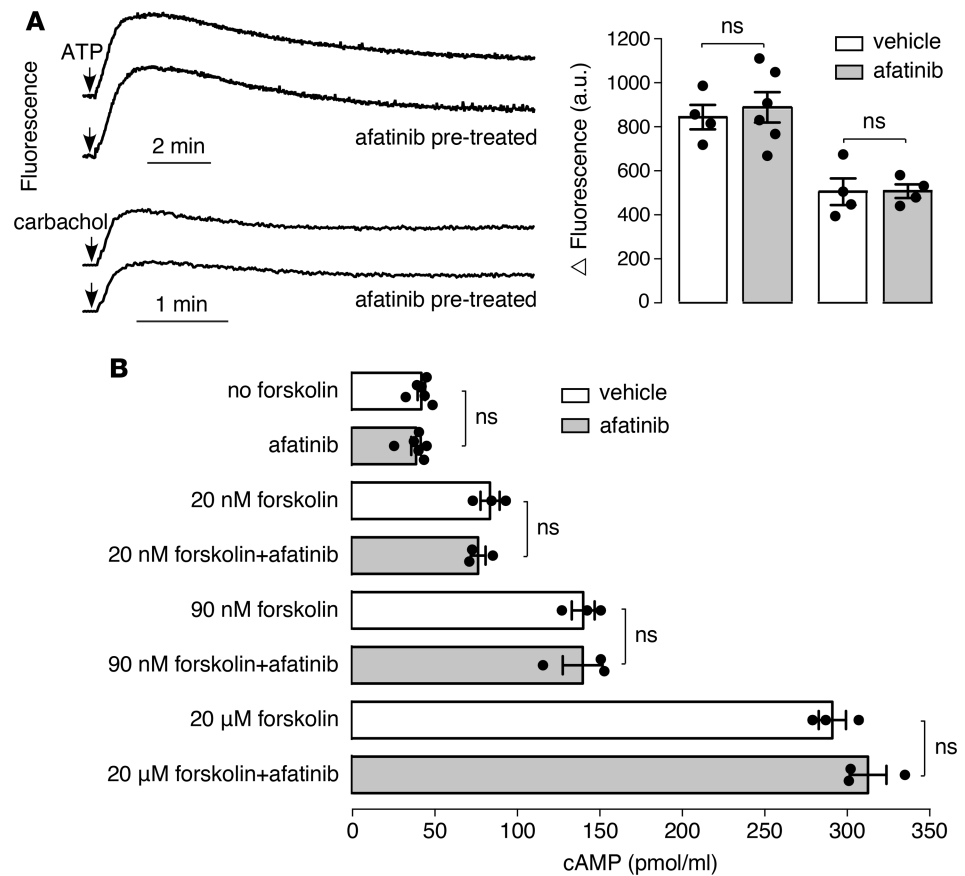 A
ATP
Fluorescence
2 min
afatinib pre-treated
carbachol
1 min
afatinib pre-treated
△ Fluorescence (a.u.)
1200
1000
800
600
400
200
0
ns
ns
vehicle
afatinib
B
no forskolin
afatinib
20 nM forskolin
20 nM forskolin+afatinib
90 nM forskolin
90 nM forskolin+afatinib
20 µM forskolin
20 µM forskolin+afatinib
ns
ns
ns
ns
vehicle
afatinib
0 50 100 150 200 250 300 350
cAMP (pmol/ml)